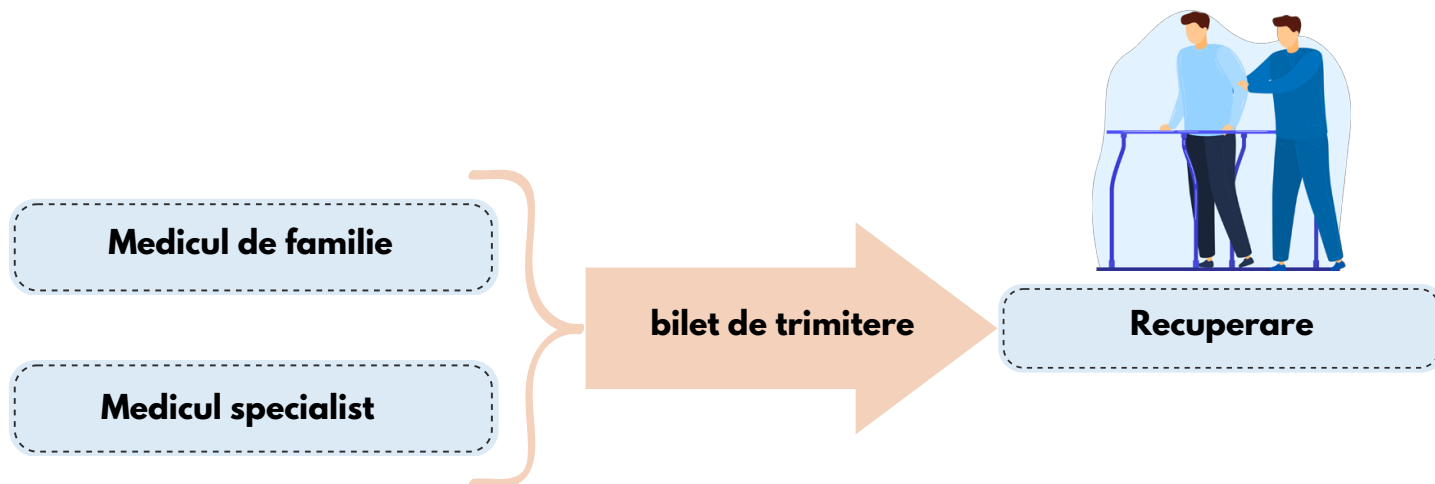 Medicul de familie
Medicul specialist
bilet de trimitere
Recuperare